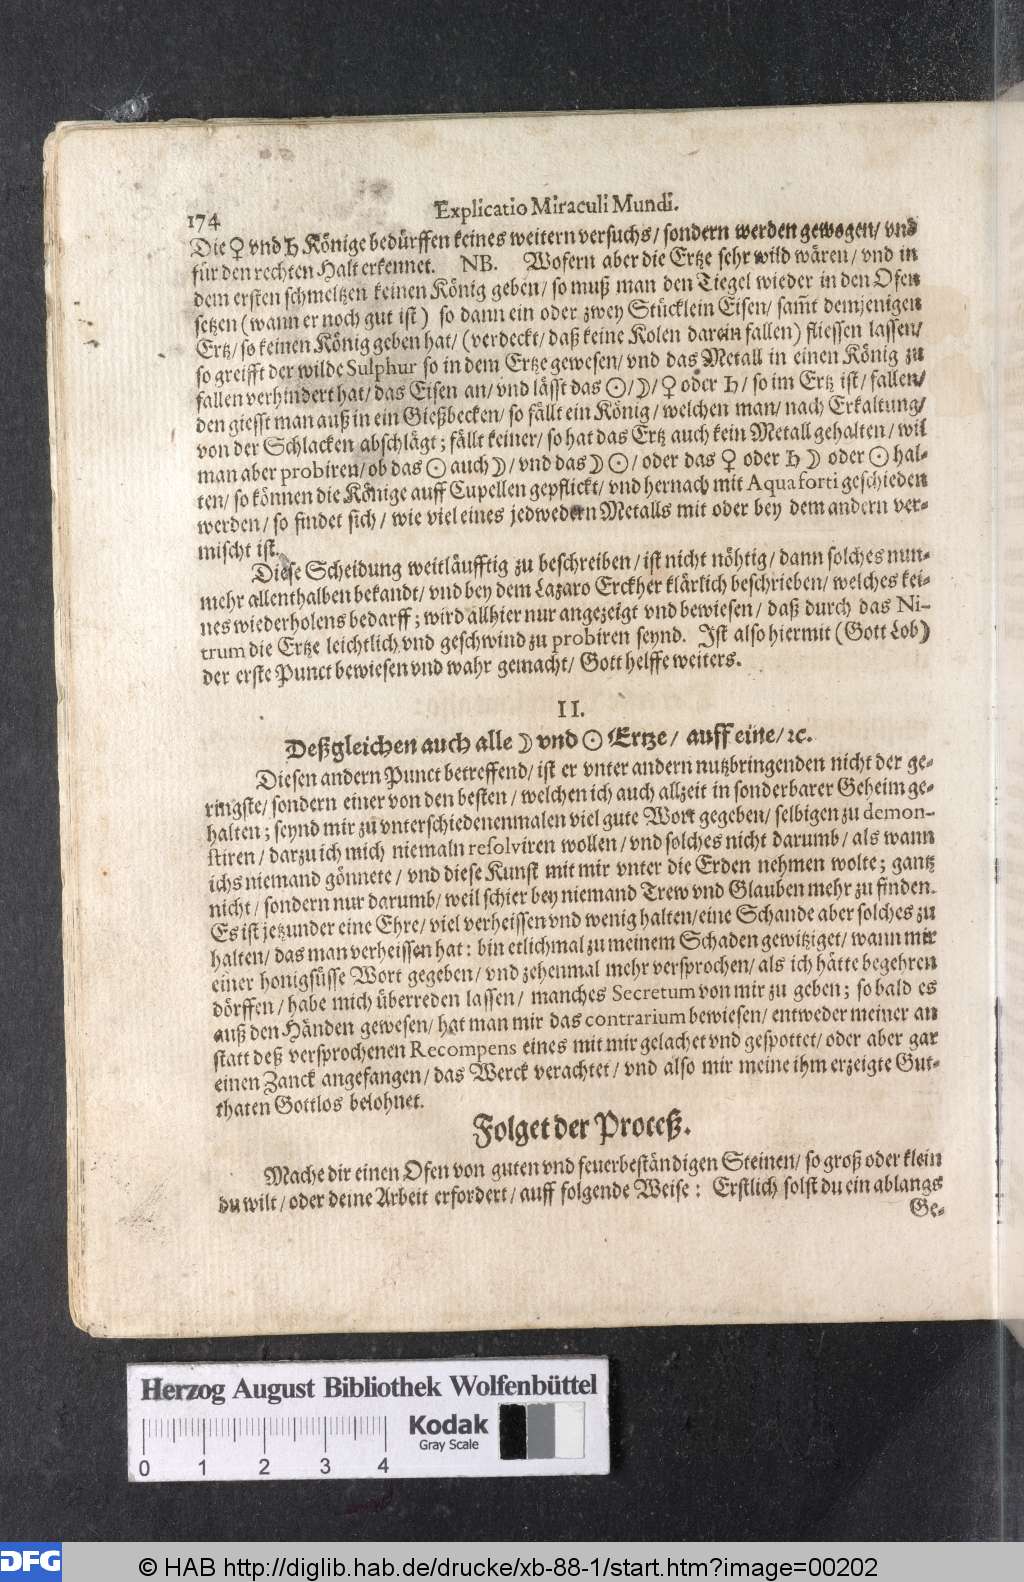 174
Explicatio Miraculi Mundi.
Die ♀ vnd ♄ Könige bedürffen keines weitern versuchs / sondern werden gewogen / vnd
für den rechten Halt erkennet. NB. Wofern aber die Ertze sehr wild wären / vnd in
dem ersten schmeltzen keinen König geben / so muß man den Tiegel wieder in den Ofen
setzen (wann er noch gut ist) so dann ein oder zwey Stücklein Eisen / sam̄t demjenigen
Ertz / so keinen König geben hat / (verdeckt / daß keine Kolen darein fallen) fliessen lassen /
so greifft der wilde Sulphur so in dem Ertze gewesen / vnd das Metall in einen König zu
fallen verhindert hat / das Eisen an / vnd lässt das ☉ / ☽ / ♀ oder ♄ / so im Ertz ist / fallen /
den giesst man auß in ein Gießbecken / so fällt ein König / welchen man / nach Erkaltung /
von der Schlacken abschlägt ; fällt keiner / so hat das Ertz auch kein Metall gehalten / wil
man aber probiren / ob das ☉ auch ☽ / vnd das ☽ ☉ / oder das ♀ oder ♄ ☽ oder ☉ hal-
ten / so können die Könige auff Cupellen gepflickt / vnd hernach mit Aqua forti geschieden
werden / so findet sich / wie viel eines jedwedern Metalls mit oder bey dem andern ver-
mischt ist.
Diese Scheidung weitläufftig zu beschreiben / ist nicht nöhtig / dann solches nun-
mehr allenthalben bekandt / vnd bey dem Lazaro Erckher klärlich beschrieben / welches kei-
nes wiederholens bedarff ; wird allhier nur angezeigt vnd bewiesen / daß durch das Ni-
trum die Ertze leichtlich vnd geschwind zu probiren seynd. Ist also hiermit (Gott Lob)
der erste Punct bewiesen vnd wahr gemacht / Gott helffe weiters.
II.
Deßgleichen auch alle ☽ vnd ☉ Ertze / auff eine / ꝛc.
Diesen andern Punct betreffend / ist er vnter andern nutzbringenden nicht der ge-
ringste / sondern einer von den besten / welchen ich auch allzeit in sonderbarer Geheim ge-
halten ; seynd mir zu vnterschiedenenmalen viel gute Wort gegeben / selbigen zu demon-
striren / darzu ich mich niemaln resolviren wollen / vnd solches nicht darumb / als wann
ichs niemand gönnete / vnd diese Kunst mit mir vnter die Erden nehmen wolte ; gantz
nicht / sondern nur darumb / weil schier bey niemand Trew vnd Glauben mehr zu finden.
Es ist jetzunder eine Ehre / viel verheissen vnd wenig halten / eine Schande aber solches zu
halten / das man verheissen hat : bin etlichmal zu meinem Schaden gewitziget / wann mir
einer honigsüsse Wort gegeben / vnd zehenmal mehr versprochen / als ich hätte begehren
dörffen / habe mich überreden lassen / manches Secretum von mir zu geben ; so bald es
auß den Händen gewesen / hat man mir das contrarium bewiesen / entweder meiner an
statt deß versprochenen Recompens eines mit mir gelachet vnd gespottet / oder aber gar
einen Zanck angefangen / das Werck verachtet / vnd also mir meine ihm erzeigte Gut-
thaten Gottlos belohnet.
Folget der Proceß.
Mache dir einen Ofen von guten vnd feuerbeständigen Steinen / so groß oder klein
du wilt / oder deine Arbeit erfordert / auff folgende Weise : Erstlich solst du ein ablangs
Ge-
Herzog August Bibliothek Wolfenbüttel
Kodak
Gray Scale
0 1 2 3 4
DFG
© HAB http://diglib.hab.de/drucke/xb-88-1/start.htm?image=00202